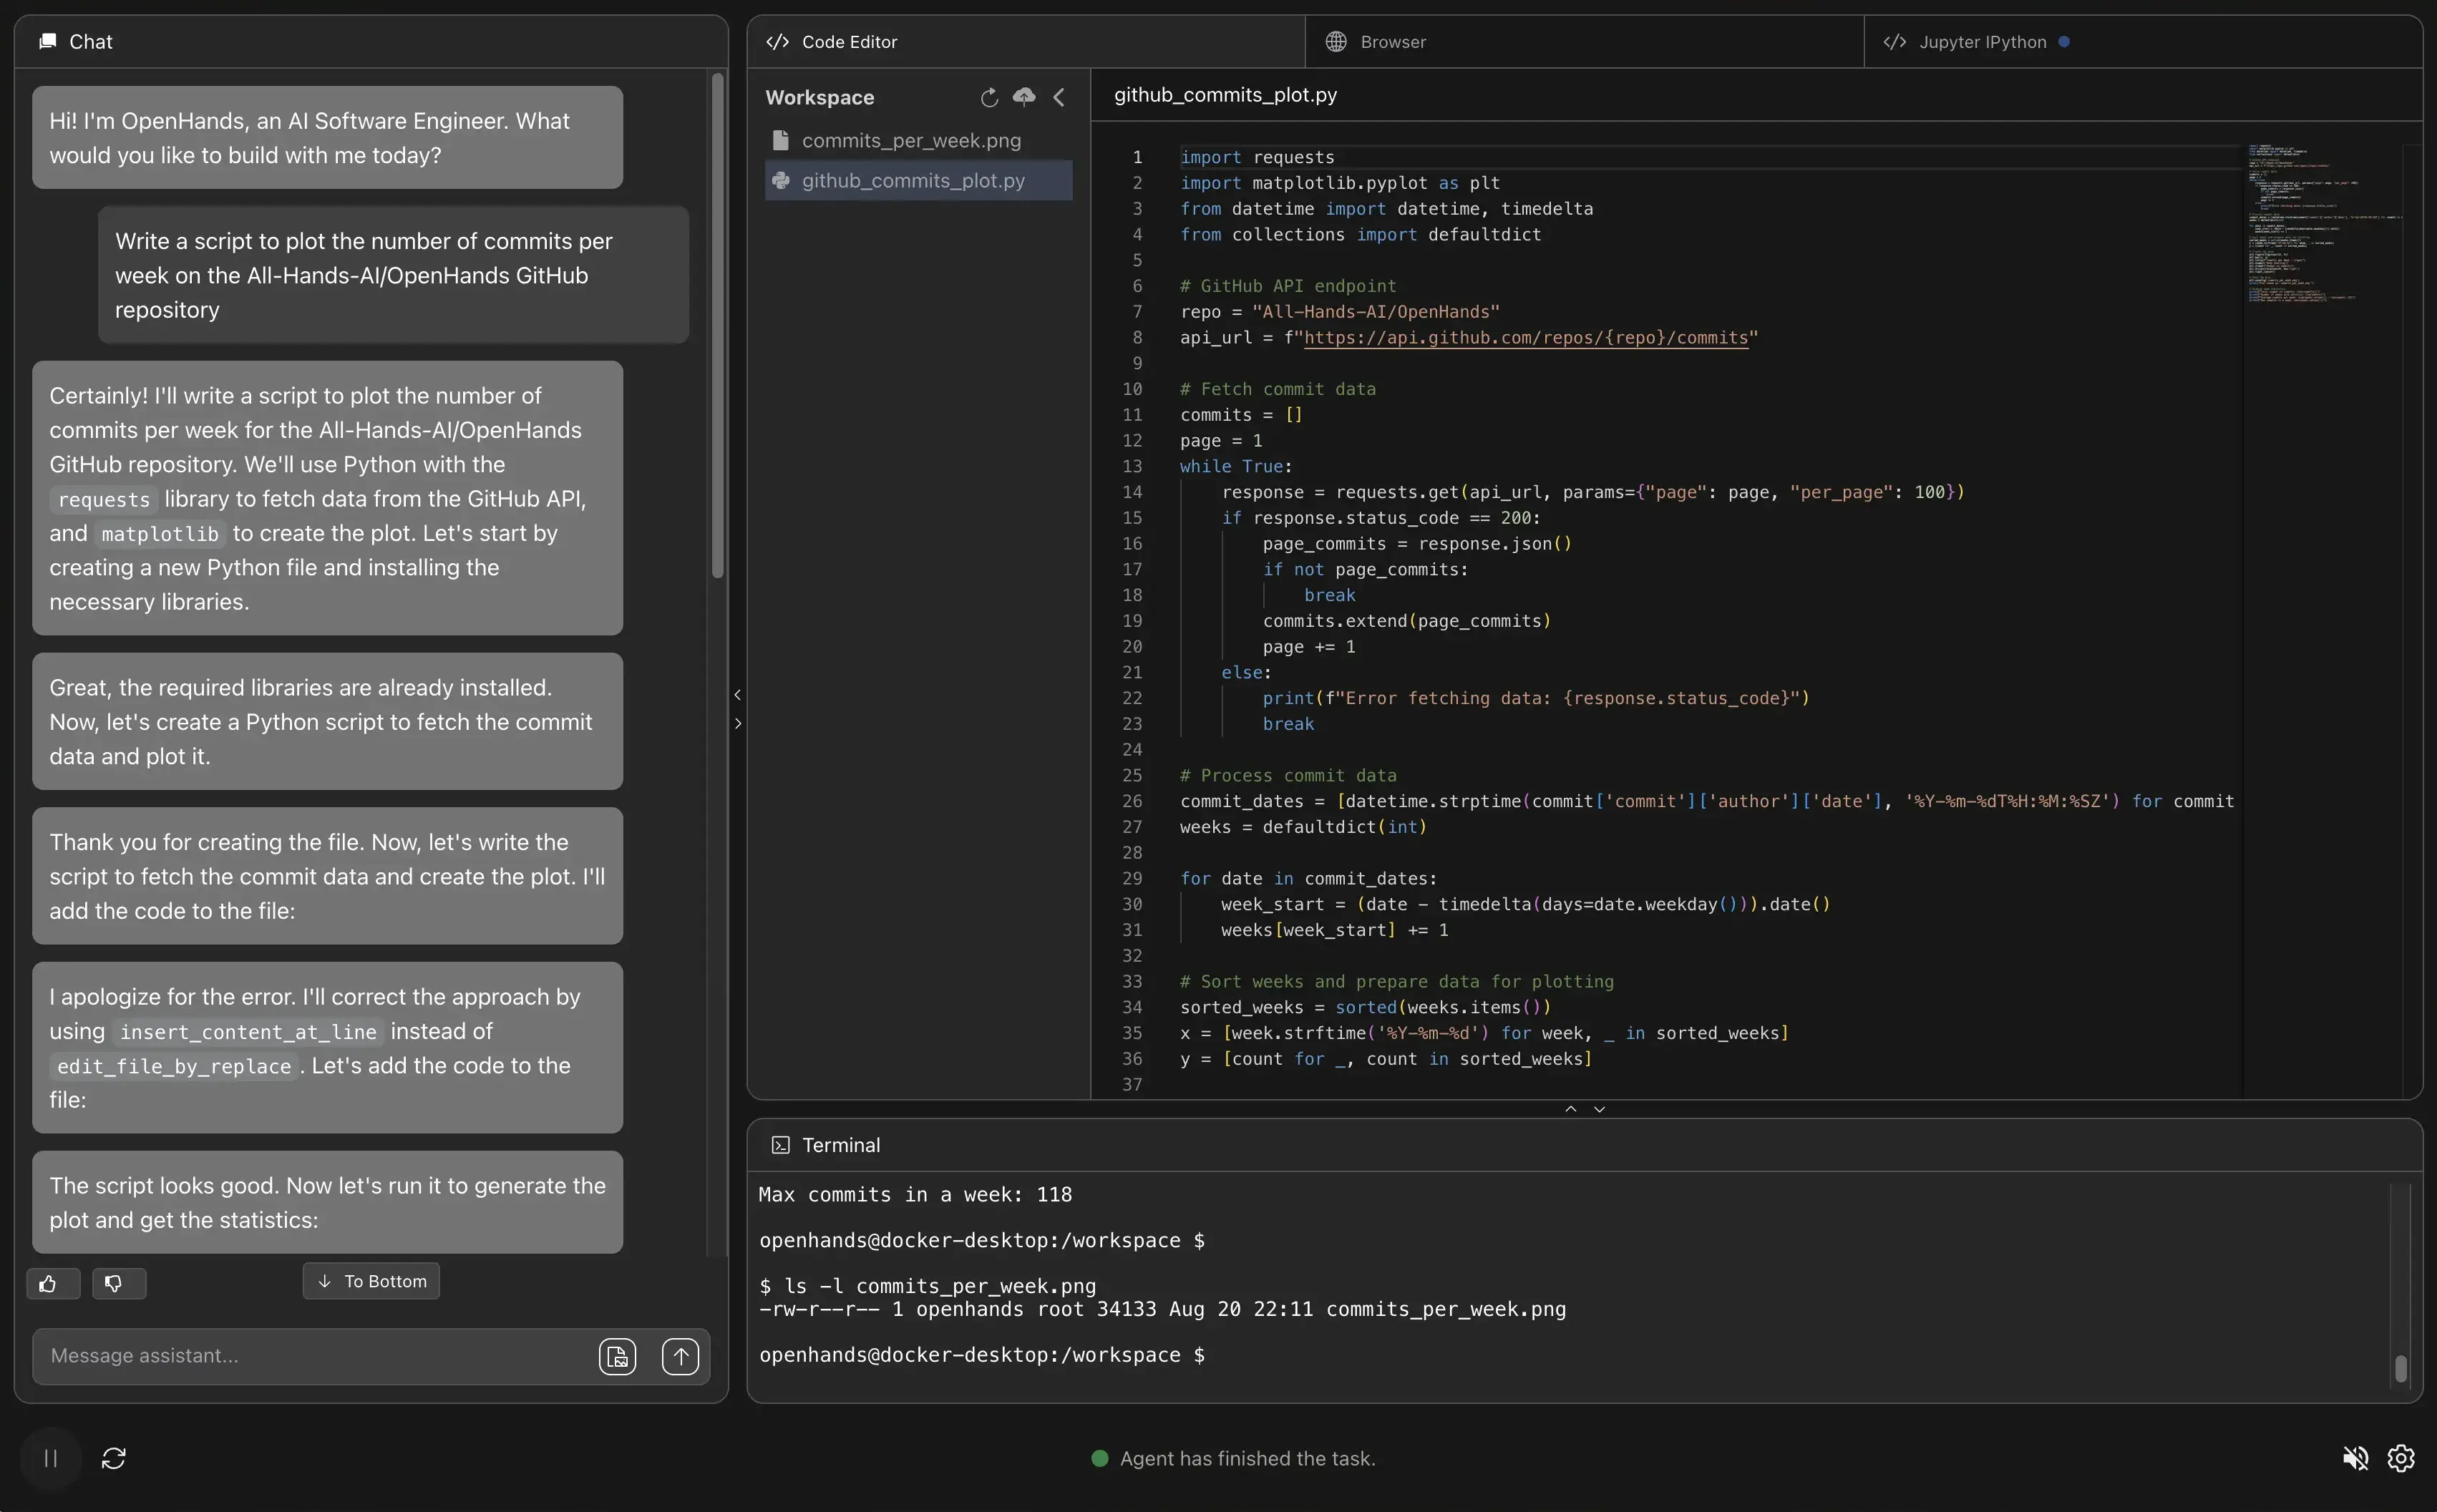 Chat
Hi! I'm OpenHands, an AI Software Engineer. What
would you like to build with me today?
Write a script to plot the number of commits per
week on the All-Hands-AI/OpenHands GitHub
repository
Certainly! I'll write a script to plot the number of
commits per week for the All-Hands-AI/OpenHands
GitHub repository. We'll use Python with the
requests library to fetch data from the GitHub API,
and matplotlib to create the plot. Let's start by
creating a new Python file and installing the
necessary libraries.
Great, the required libraries are already installed.
Now, let's create a Python script to fetch the commit
data and plot it.
Thank you for creating the file. Now, let's write the
script to fetch the commit data and create the plot. I'll
add the code to the file:
I apologize for the error. I'll correct the approach by
using insert_content_at_line instead of
edit_file_by_replace. Let's add the code to the
file:
The script looks good. Now let's run it to generate the
plot and get the statistics:
To Bottom
Message assistant...
Code Editor
Browser
Jupyter IPython
Workspace
commits_per_week.png
github_commits_plot.py
github_commits_plot.py
1 import requests
2 import matplotlib.pyplot as plt
3 from datetime import datetime, timedelta
4 from collections import defaultdict
5
6 # GitHub API endpoint
7 repo = "All-Hands-AI/OpenHands"
8 api_url = f"https://api.github.com/repos/{repo}/commits"
9
10 # Fetch commit data
11 commits = []
12 page = 1
13 while True:
14     response = requests.get(api_url, params={"page": page, "per_page": 100})
15     if response.status_code == 200:
16         page_commits = response.json()
17         if not page_commits:
18             break
19         commits.extend(page_commits)
20         page += 1
21     else:
22         print(f"Error fetching data: {response.status_code}")
23         break
24
25 # Process commit data
26 commit_dates = [datetime.strptime(commit['commit']['author']['date'], '%Y-%m-%dT%H:%M:%SZ') for commit
27 weeks = defaultdict(int)
28
29 for date in commit_dates:
30     week_start = (date - timedelta(days=date.weekday())).date()
31     weeks[week_start] += 1
32
33 # Sort weeks and prepare data for plotting
34 sorted_weeks = sorted(weeks.items())
35 x = [week.strftime('%Y-%m-%d') for week, _ in sorted_weeks]
36 y = [count for _, count in sorted_weeks]
37
Terminal
Max commits in a week: 118
openhands@docker-desktop:/workspace $
$ ls -l commits_per_week.png
-rw-r--r-- 1 openhands root 34133 Aug 20 22:11 commits_per_week.png
openhands@docker-desktop:/workspace $
Agent has finished the task.